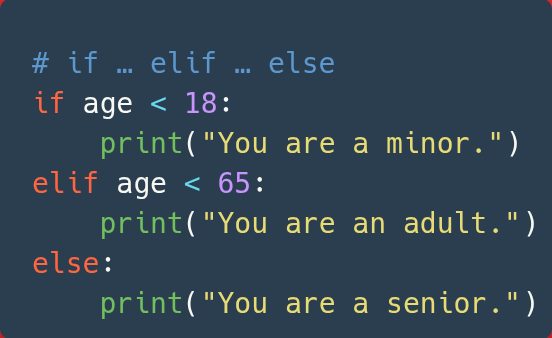 # if … elif … else
if age < 18:
    print("You are a minor.")
elif age < 65:
    print("You are an adult.")
else:
    print("You are a senior.")